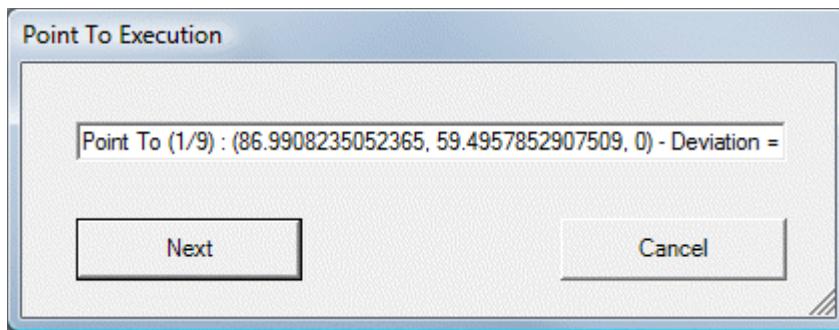 Point To Execution
Point To (1/9) : (86.9908235052365, 59.4957852907509, 0) - Deviation =
Next
Cancel